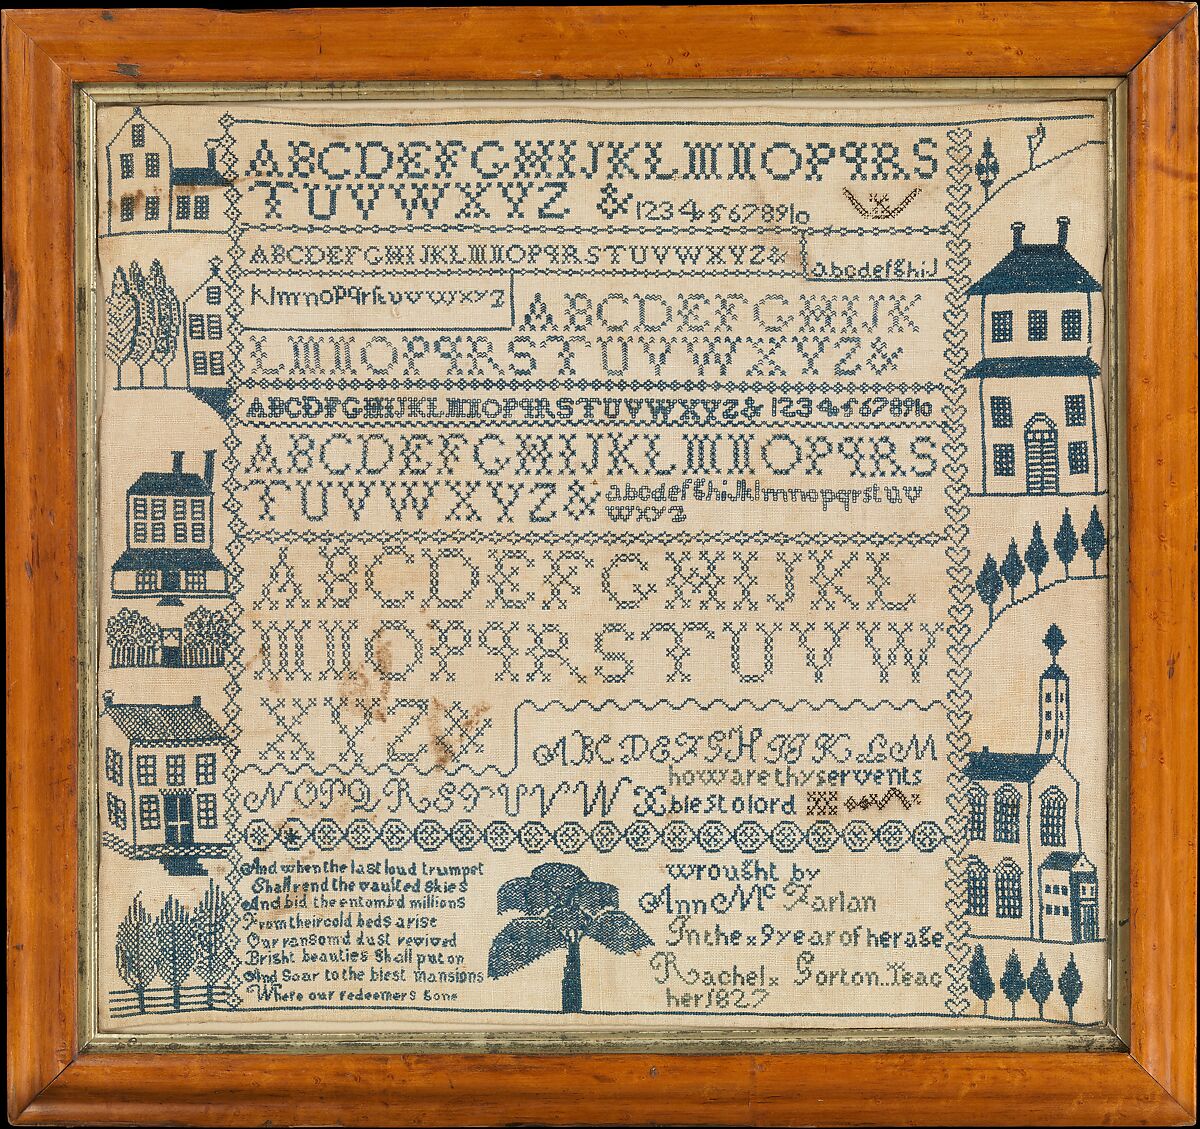 ABCDEFGHIJKLMNOPQRS
TUVWXYZ & 12345678910
ABCDEFGHIJKLMNOPQRSTUVWXYZ& abcdefghiJ
klmnopqrstuvwxyz ABCDEFGHIJK
LMNOPQRSTUVWXYZ&
ABCDEFGHIJKLMNOPQRSTUVWXYZ& 12345678910
ABCDEFGHIJKLMNOPQRS
TUVWXYZ& abcdefghiJklmnopqrstuv
wxyz
ABCDEFGHIJKL
MNOPQRSTUVW
XYZ&
ABCDEFGHIJKLM
how are thy servents
NOPQRSTUVWX blest o lord
And when the last loud trumpet
Shall rend the vaulted skies
And bid the entombd millions
From their cold beds arise
Our ransomd dust revived
Bright beauties Shall put on
And Soar to the blest mansions
Where our redeemers gone
wrought by
Ann Mc Farlan
In the x 9 year of her age
Rachel x Gorton Teac
her 1827